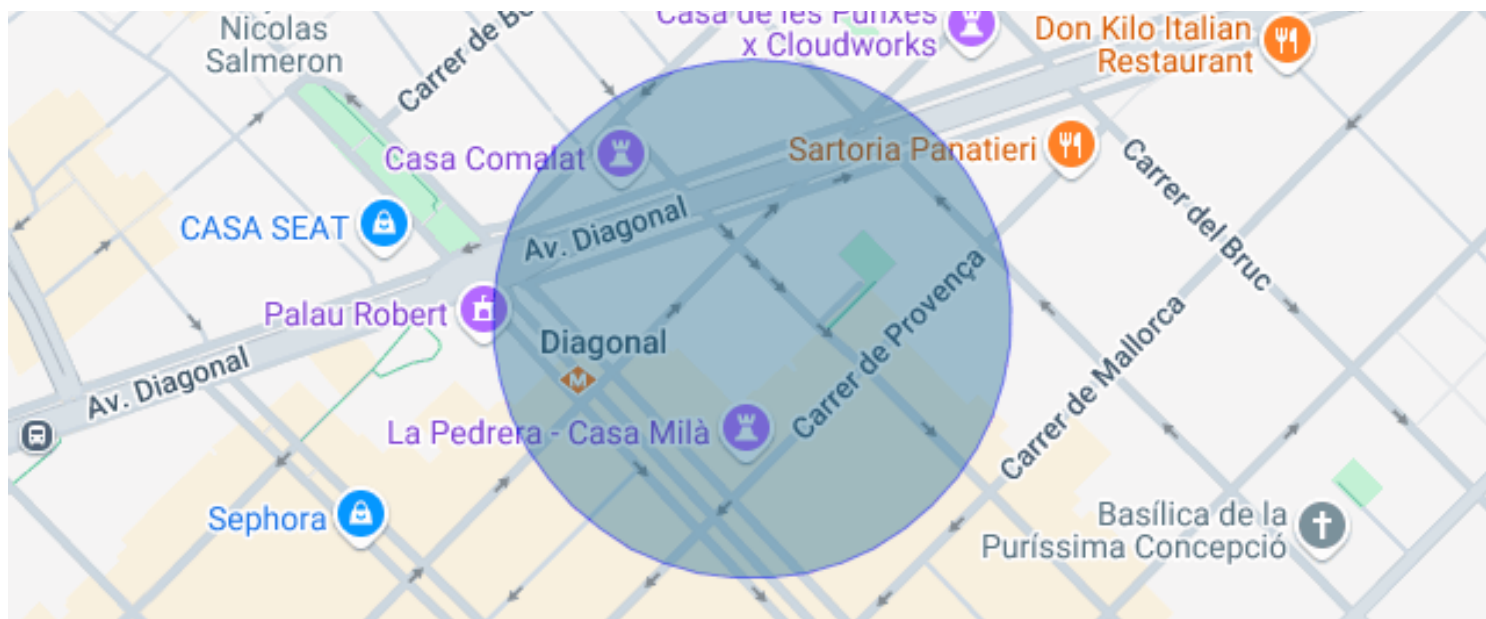 Nicolas
Salmeron
Carrer de Bo
Casa de les Punxes
x Cloudworks
Don Kilo Italian
Restaurant
Casa Comalat
Sartoria Panatieri
Carrer del Bruc
CASA SEAT
Av. Diagonal
Palau Robert
Diagonal
M
Carrer de Provença
Carrer de Mallorca
Av. Diagonal
La Pedrera - Casa Milà
Sephora
Basílica de la
Puríssima Concepció